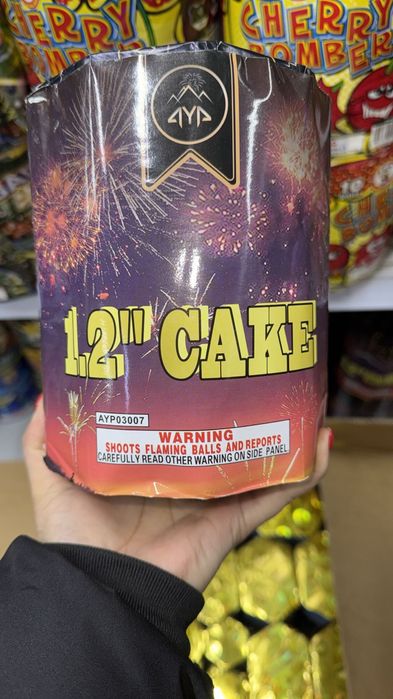 CHERRY
BOMBER
CHERRY
BOMBER
AYP
1.2" CAKE
AYP03007
WARNING
SHOOTS FLAMING BALLS AND REPORTS
CAREFULLY READ OTHER WARNING ON SIDE PANEL